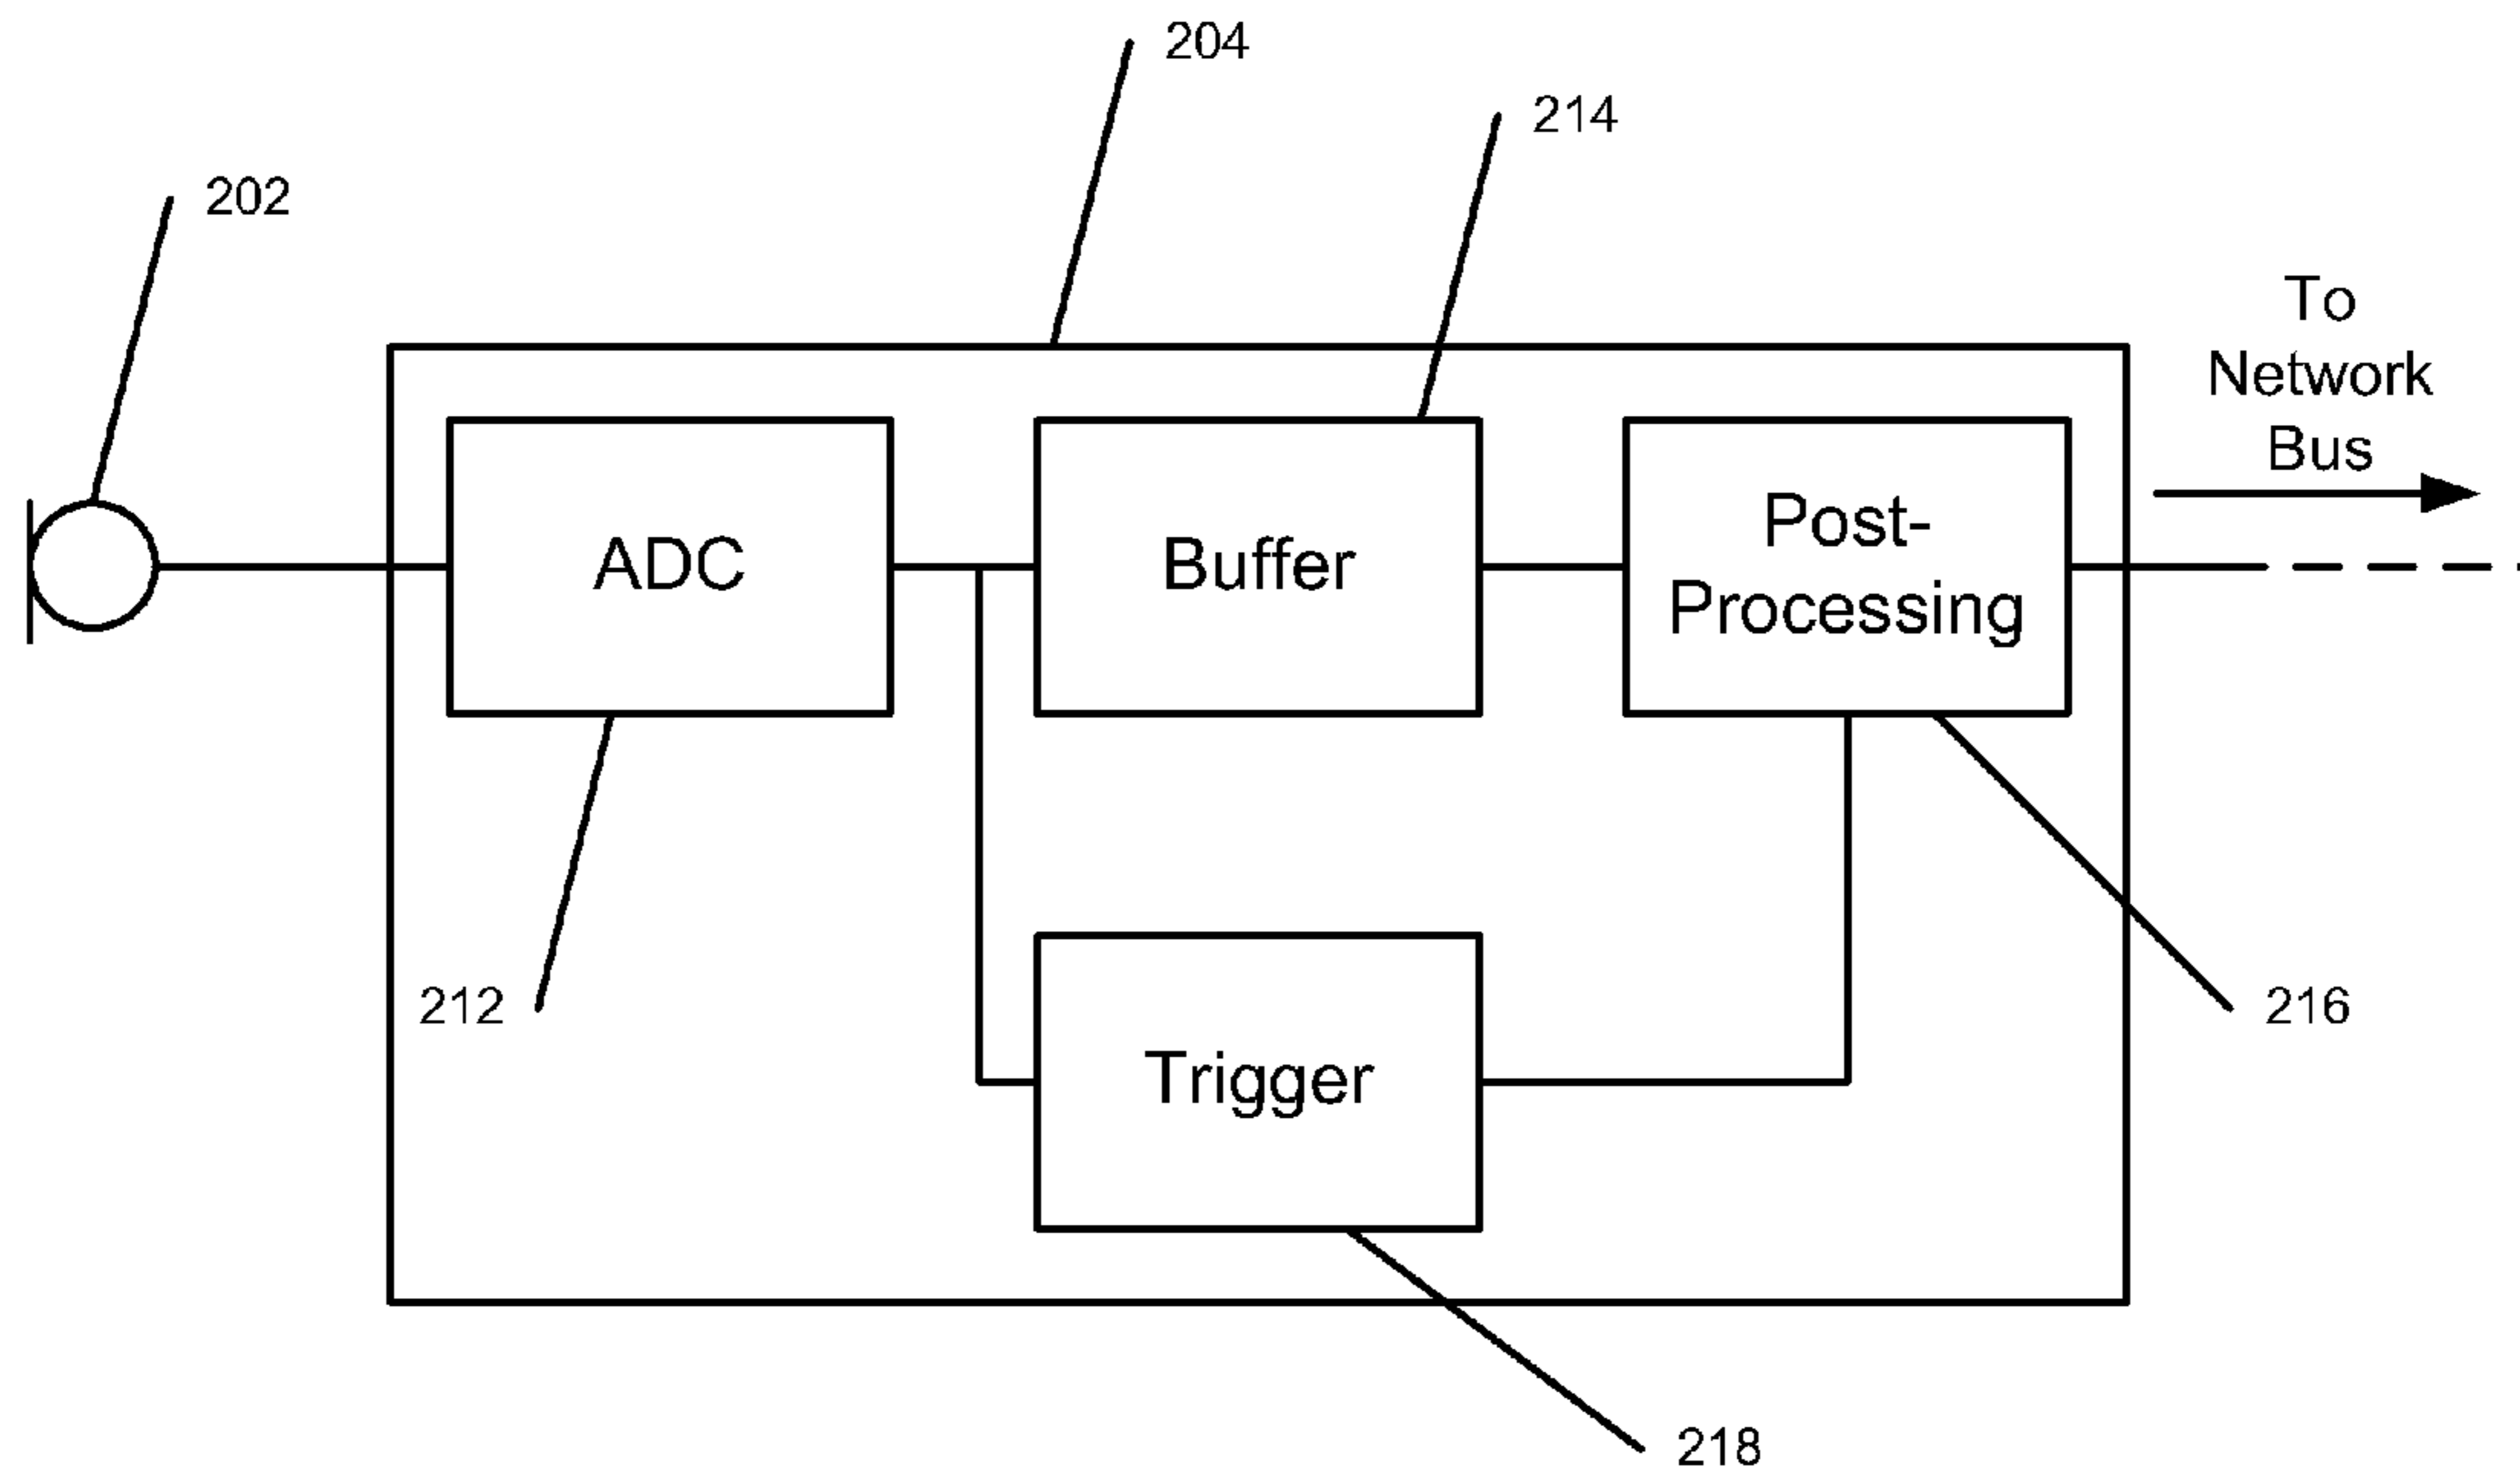 204
214
202
To
Network
Bus
ADC
Buffer
Post-
Processing
212
216
Trigger
218